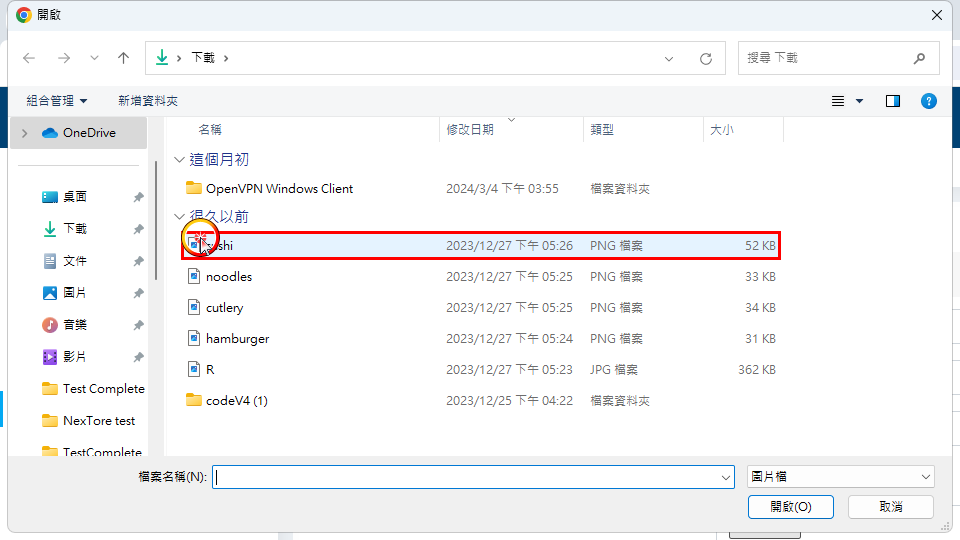 開啟
下載
搜尋 下載
組合管理
新增資料夾
OneDrive
桌面
下載
文件
圖片
音樂
影片
Test Complete
NexTore test
TestComplete
名稱 修改日期 類型 大小
這個月初
OpenVPN Windows Client 2024/3/4 下午 03:55 檔案資料夾
很久以前
shi 2023/12/27 下午 05:26 PNG 檔案 52 KB
noodles 2023/12/27 下午 05:25 PNG 檔案 33 KB
cutlery 2023/12/27 下午 05:25 PNG 檔案 34 KB
hamburger 2023/12/27 下午 05:24 PNG 檔案 31 KB
R 2023/12/27 下午 05:23 JPG 檔案 362 KB
codeV4 (1) 2023/12/25 下午 04:22 檔案資料夾
檔案名稱(N):
圖片檔
開啟(O)
取消